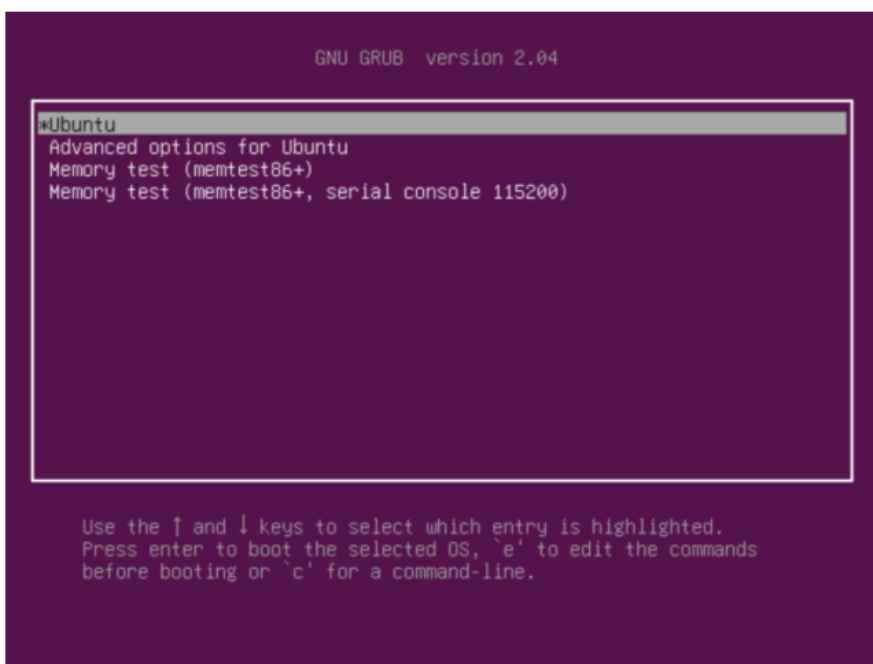 GNU GRUB version 2.04
*Ubuntu
Advanced options for Ubuntu
Memory test (memtest86+)
Memory test (memtest86+, serial console 115200)
Use the ↑ and ↓ keys to select which entry is highlighted.
Press enter to boot the selected OS, `e' to edit the commands
before booting or `c' for a command-line.